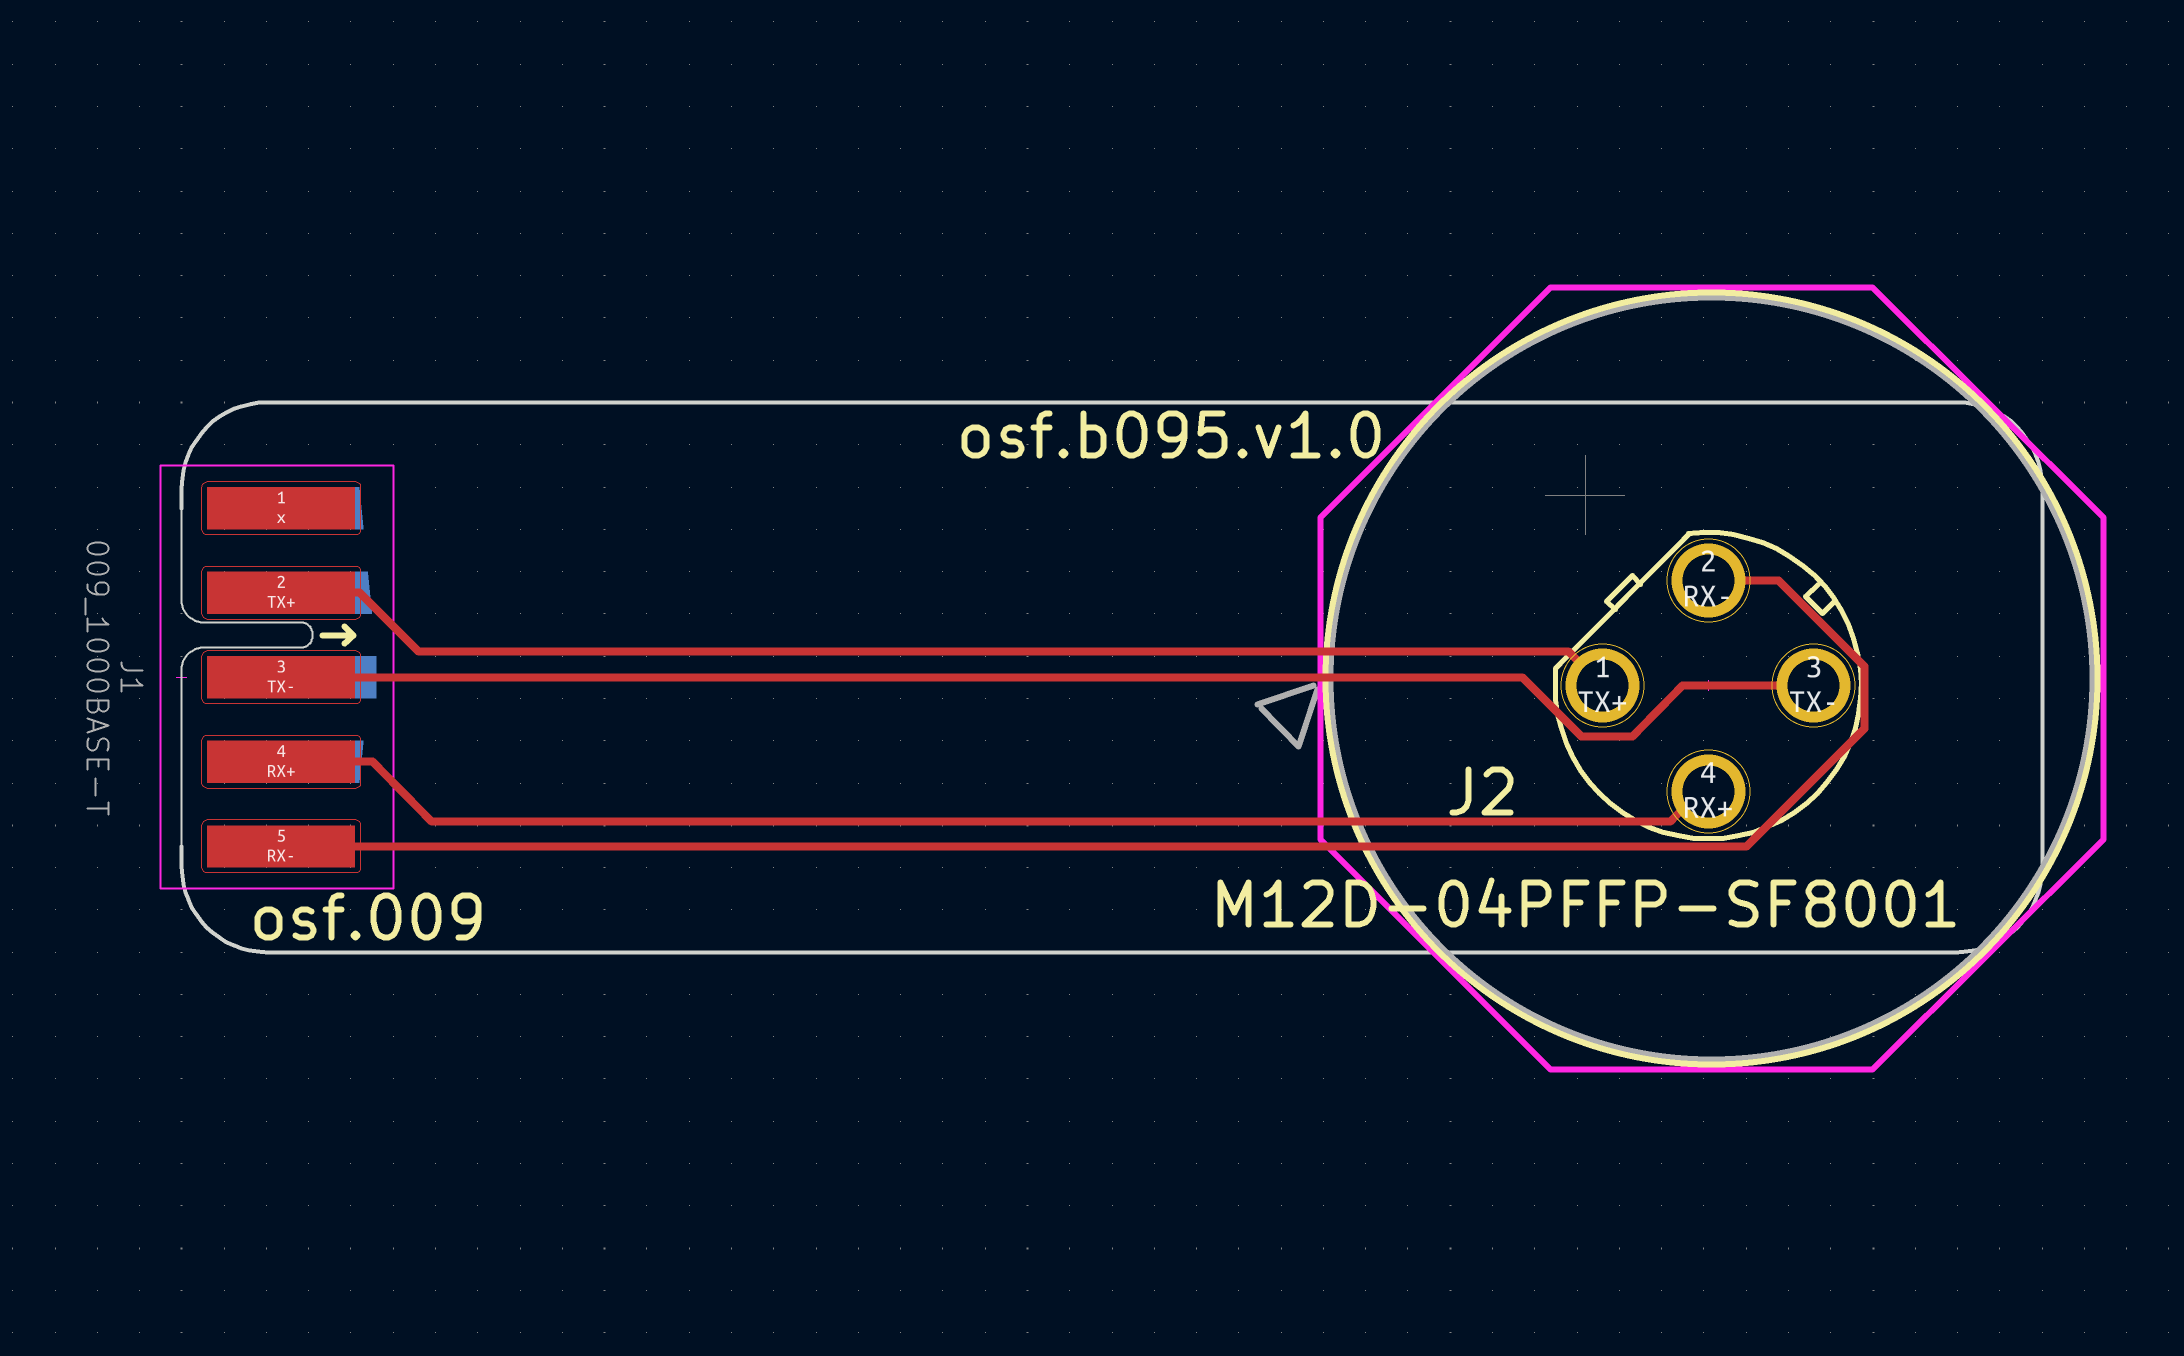 osf.b095.v1.0
1
x
2
TX+
3
TX-
4
RX+
5
RX-
J1
009_1000BASE-T
osf.009
2
RX-
1
TX+
3
TX-
4
RX+
J2
M12D-04PFFP-SF8001